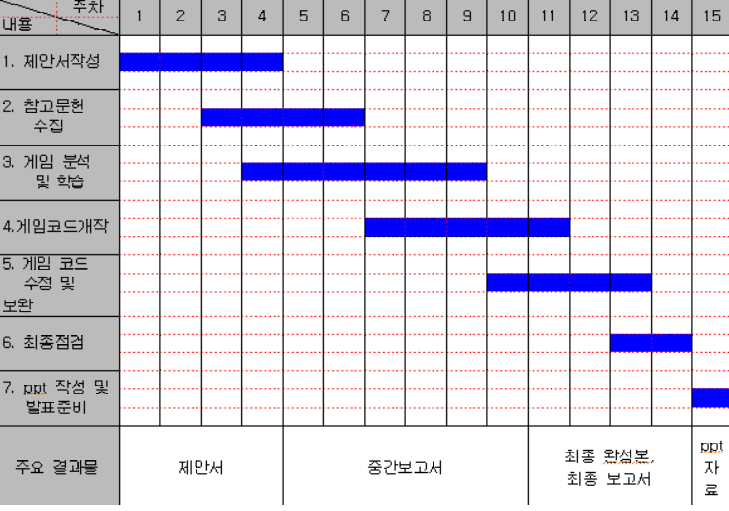 주차
내용
1 2 3 4 5 6 7 8 9 10 11 12 13 14 15
1. 제안서작성
2. 참고문헌
수집
3. 게임 분석
및 학습
4.게임코드개작
5. 게임 코드
수정 및
보완
6. 최종점검
7. ppt 작성 및
발표준비
주요 결과물
제안서
중간보고서
최종 완성본,
최종 보고서
ppt
자
료